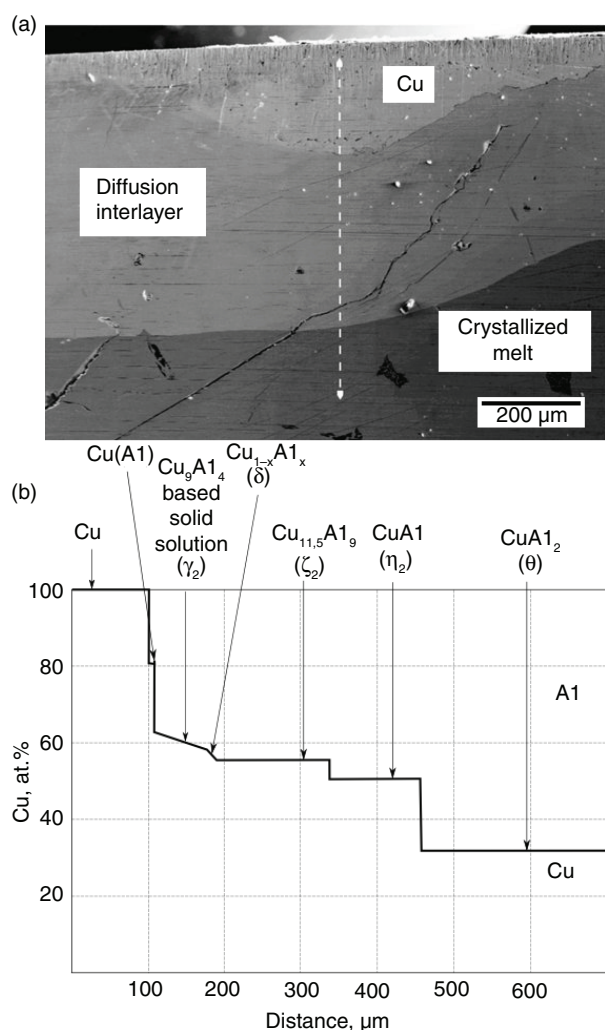 (a)
Cu
Diffusion
interlayer
Crystallized
melt
200 µm
(b)
Cu
Cu(A1)
Cu9A14
based
solid
solution
(γ2)
Cu1–xA1x
(δ)
Cu11,5A19
(ζ2)
CuA1
(η2)
CuA12
(θ)
100
80
60
40
20
Cu, at.%
A1
Cu
100
200
300
400
500
600
Distance, µm